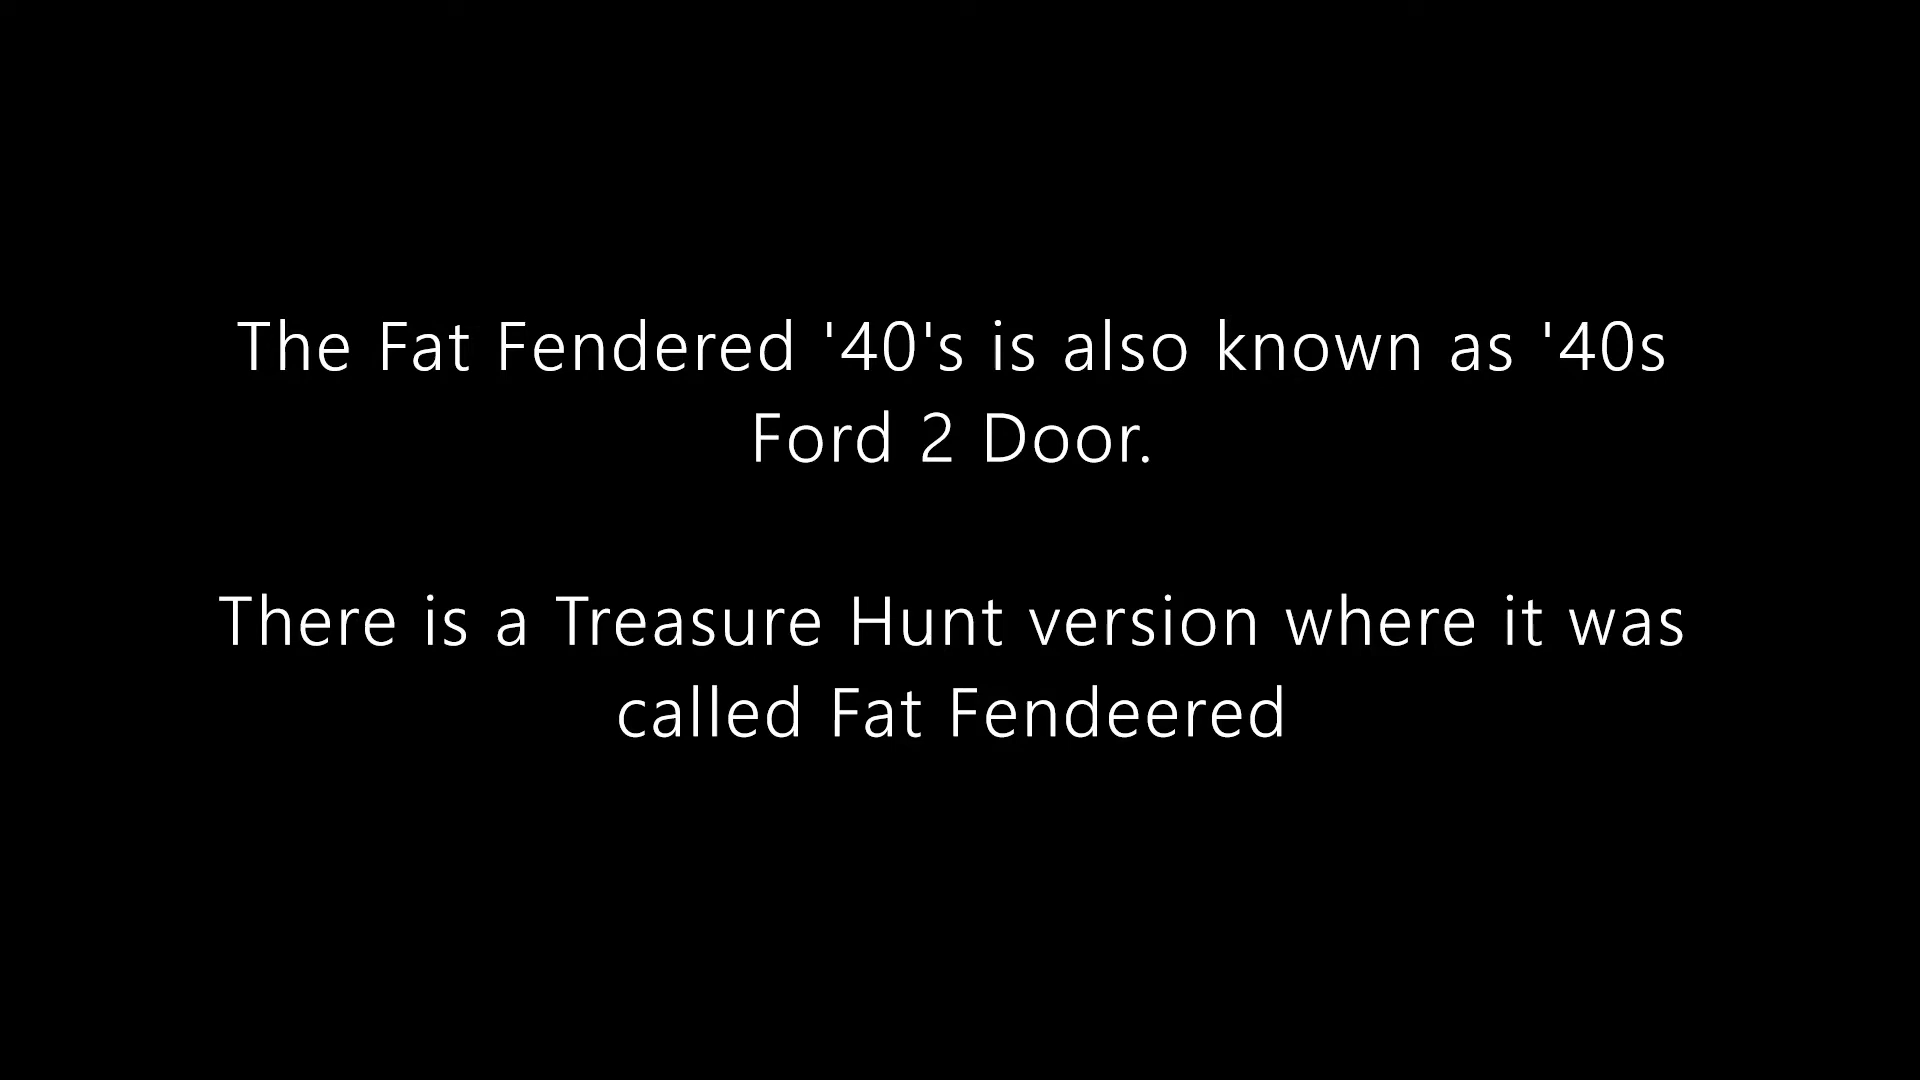 The Fat Fendered '40's is also known as '40s
Ford 2 Door.
There is a Treasure Hunt version where it was
called Fat Fendeered